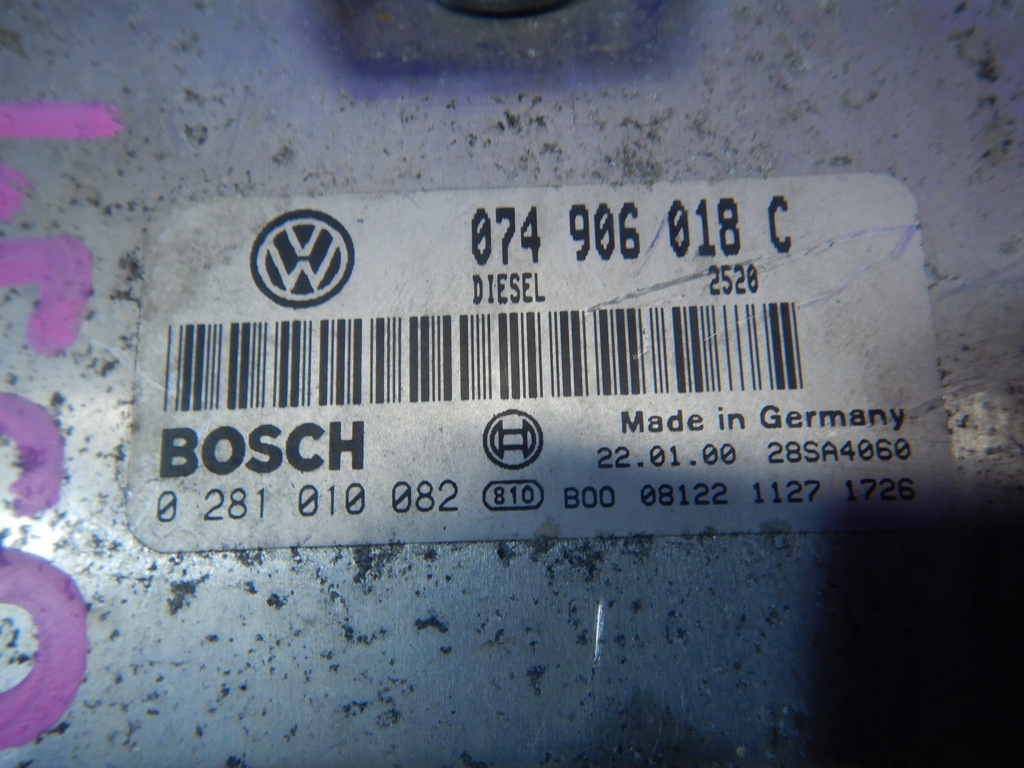 074 906 018 C
DIESEL 2520
BOSCH Made in Germany
22.01.00 28SA4060
0 281 010 082 810 B00 08122 1127 1726